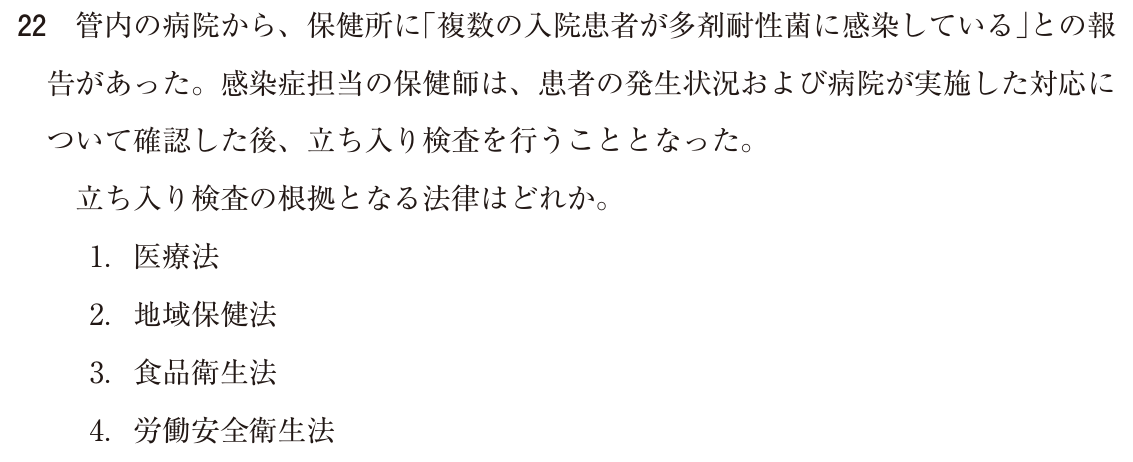 22 管内の病院から、保健所に「複数の入院患者が多剤耐性菌に感染している」との報
告があった。感染症担当の保健師は、患者の発生状況および病院が実施した対応に
ついて確認した後、立ち入り検査を行うこととなった。
立ち入り検査の根拠となる法律はどれか。
1. 医療法
2. 地域保健法
3. 食品衛生法
4. 労働安全衛生法